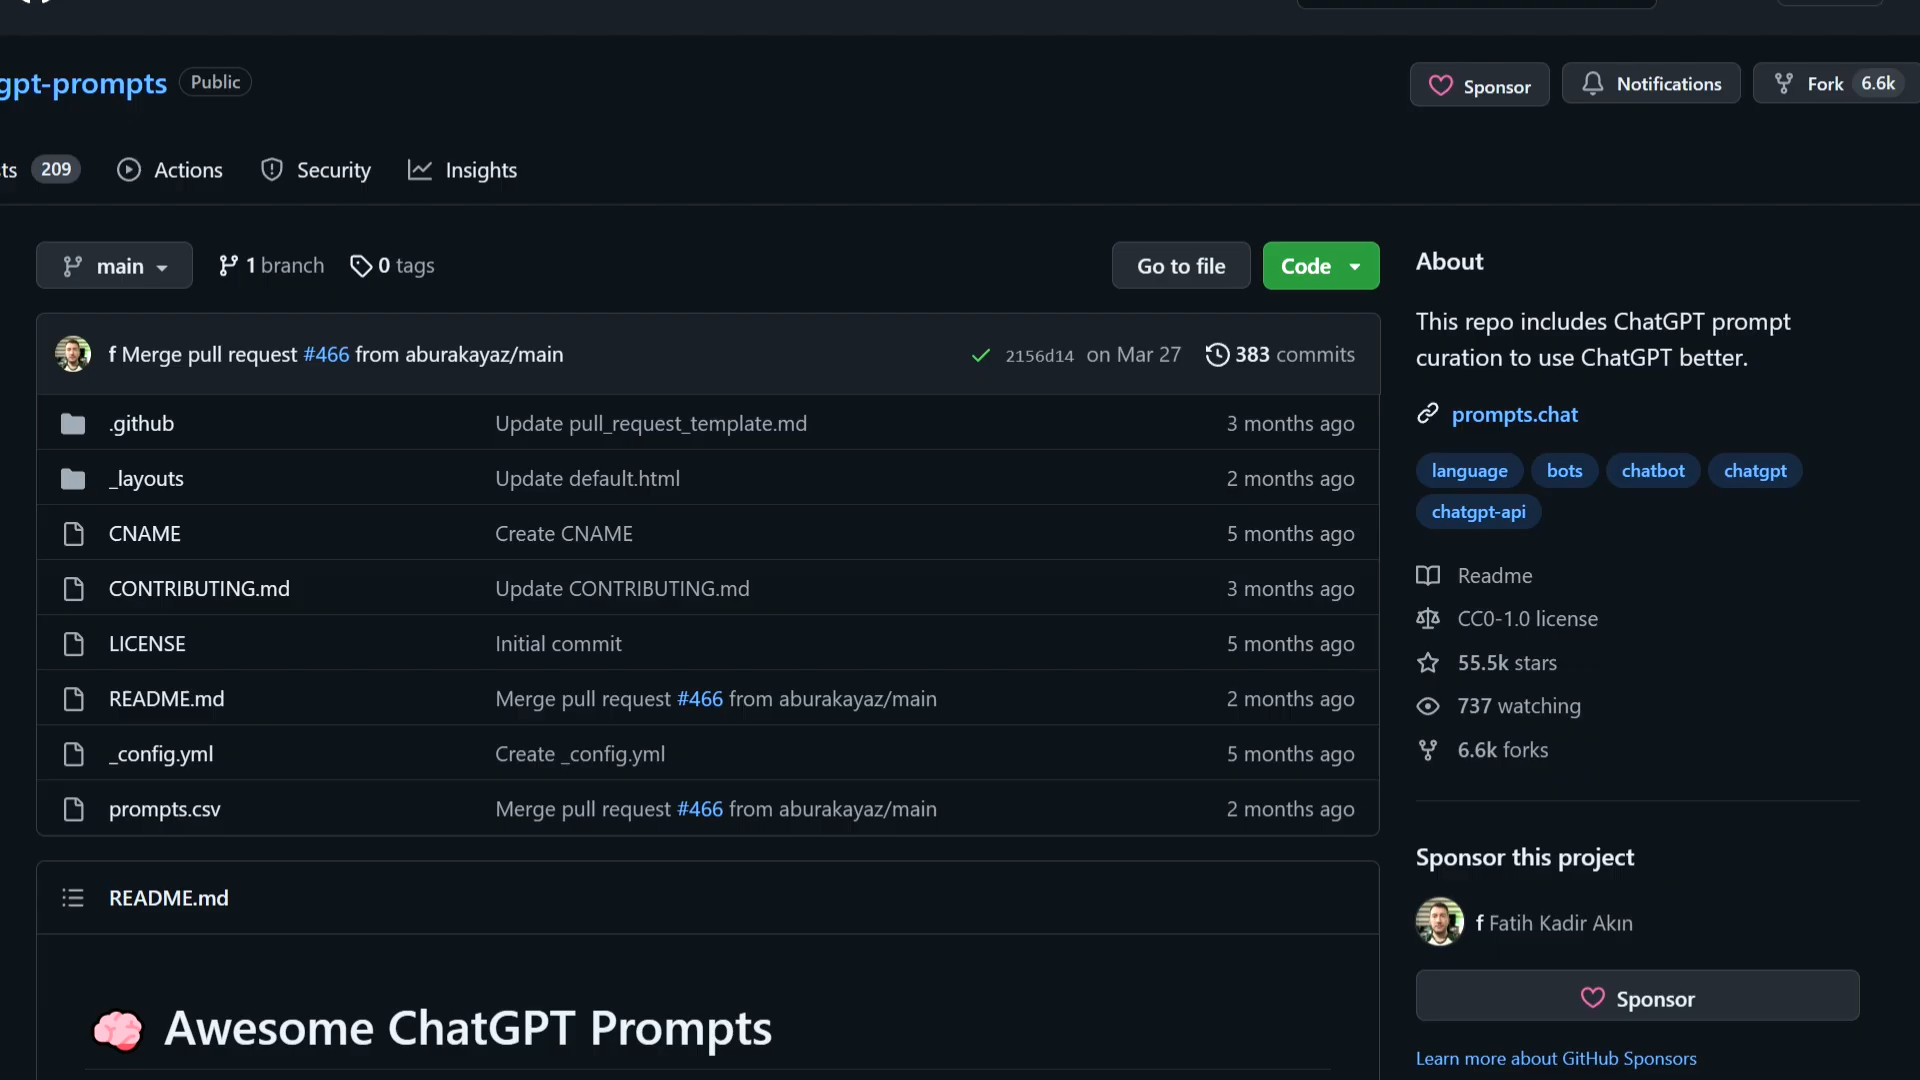 gpt-prompts Public Sponsor Notifications Fork 6.6k
ts 209 Actions Security Insights
main 1 branch 0 tags Go to file Code
f Merge pull request #466 from aburakayaz/main 2156d14 on Mar 27 383 commits
.github Update pull_request_template.md 3 months ago
_layouts Update default.html 2 months ago
CNAME Create CNAME 5 months ago
CONTRIBUTING.md Update CONTRIBUTING.md 3 months ago
LICENSE Initial commit 5 months ago
README.md Merge pull request #466 from aburakayaz/main 2 months ago
_config.yml Create _config.yml 5 months ago
prompts.csv Merge pull request #466 from aburakayaz/main 2 months ago
README.md
Awesome ChatGPT Prompts
About
This repo includes ChatGPT prompt
curation to use ChatGPT better.
prompts.chat
language bots chatbot chatgpt
chatgpt-api
Readme
CC0-1.0 license
55.5k stars
737 watching
6.6k forks
Sponsor this project
f Fatih Kadir Akın
Sponsor
Learn more about GitHub Sponsors